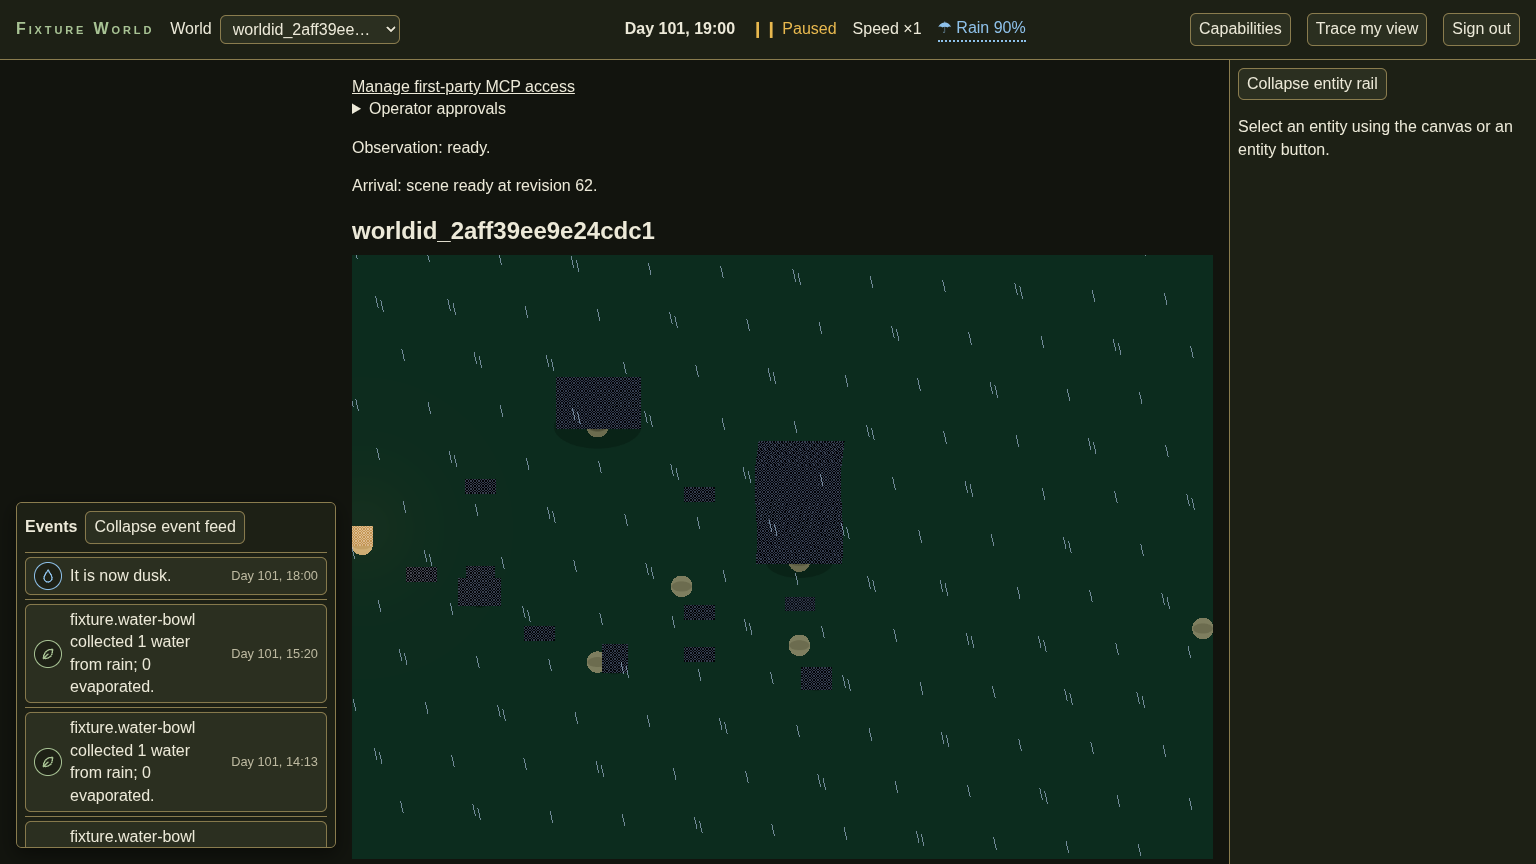 Fixture World
World
worldid_2aff39ee…
Day 101, 19:00
❙❙ Paused
Speed ×1
☂ Rain 90%
Capabilities
Trace my view
Sign out
Manage first-party MCP access
▶ Operator approvals
Observation: ready.
Arrival: scene ready at revision 62.
worldid_2aff39ee9e24cdc1
Events
Collapse event feed
It is now dusk.
Day 101, 18:00
fixture.water-bowl
collected 1 water
from rain; 0
evaporated.
Day 101, 15:20
fixture.water-bowl
collected 1 water
from rain; 0
evaporated.
Day 101, 14:13
fixture.water-bowl
Collapse entity rail
Select an entity using the canvas or an
entity button.